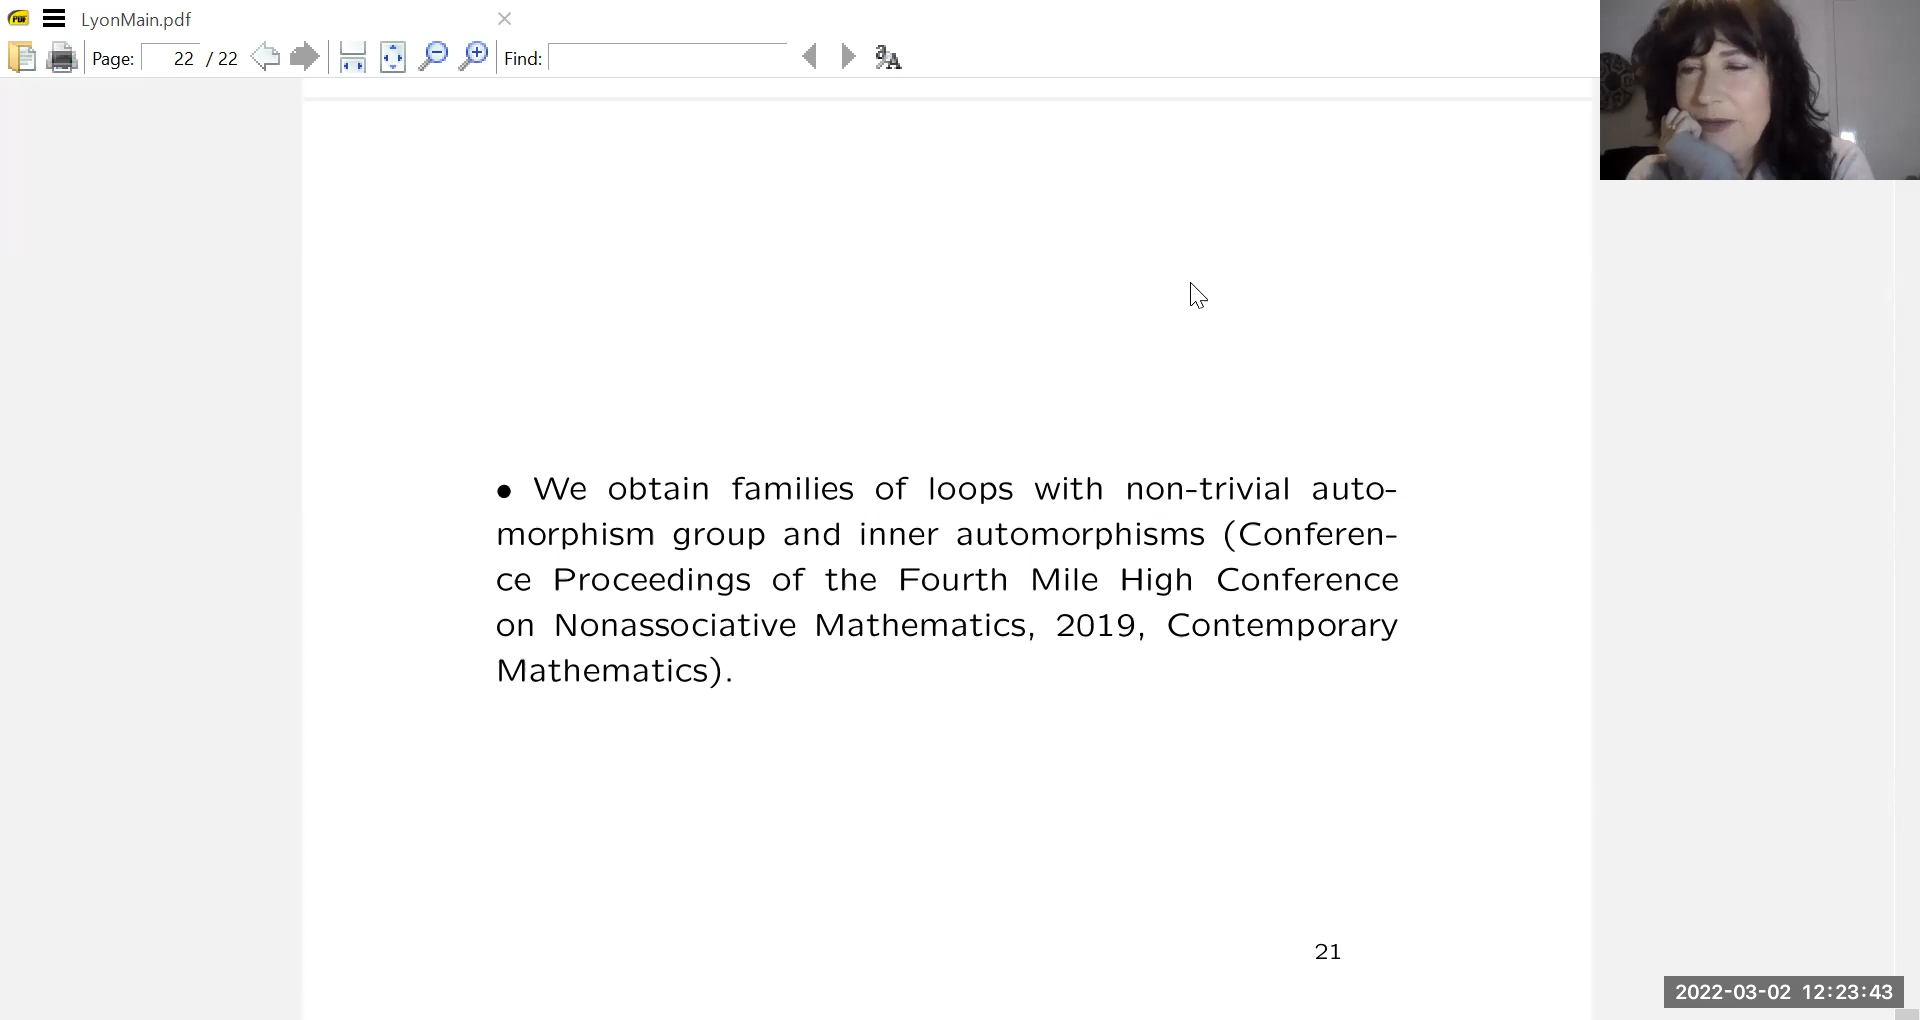 LyonMain.pdf
Page: 22 / 22 Find:
• We obtain families of loops with non-trivial auto-
morphism group and inner automorphisms (Conferen-
ce Proceedings of the Fourth Mile High Conference
on Nonassociative Mathematics, 2019, Contemporary
Mathematics).
21
2022-03-02 12:23:43